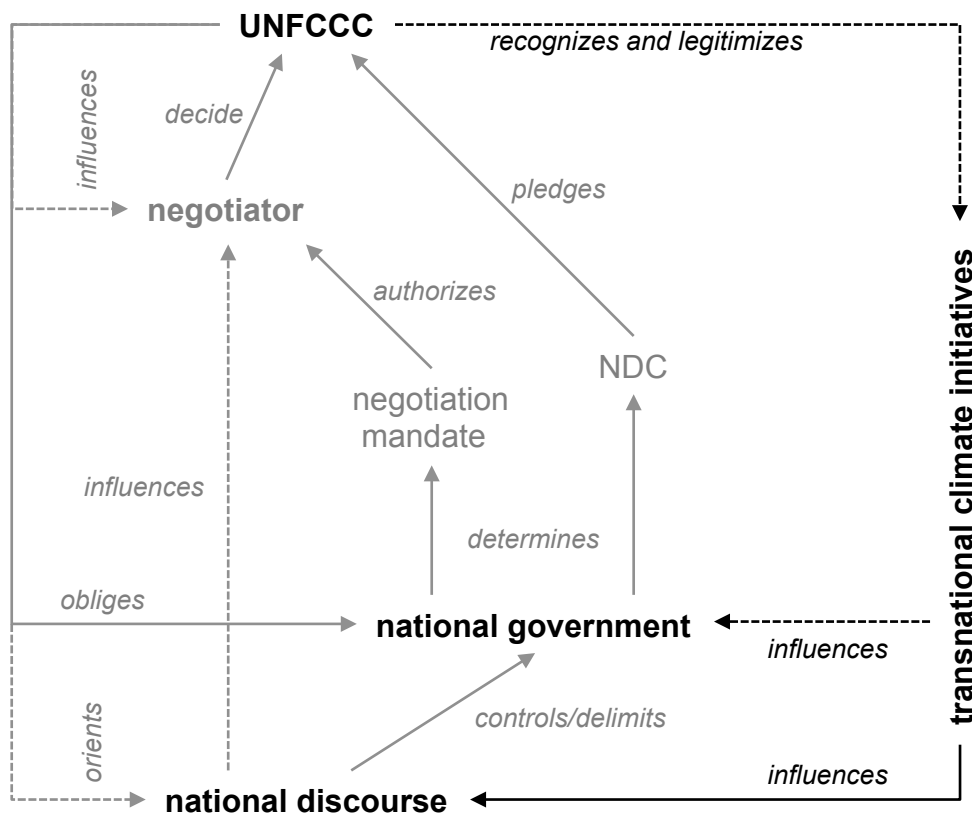 UNFCCC
recognizes and legitimizes
decide
influences
pledges
negotiator
authorizes
NDC
negotiation
mandate
transnational climate initiatives
influences
determines
obliges
national government
influences
controls/delimits
orients
influences
national discourse